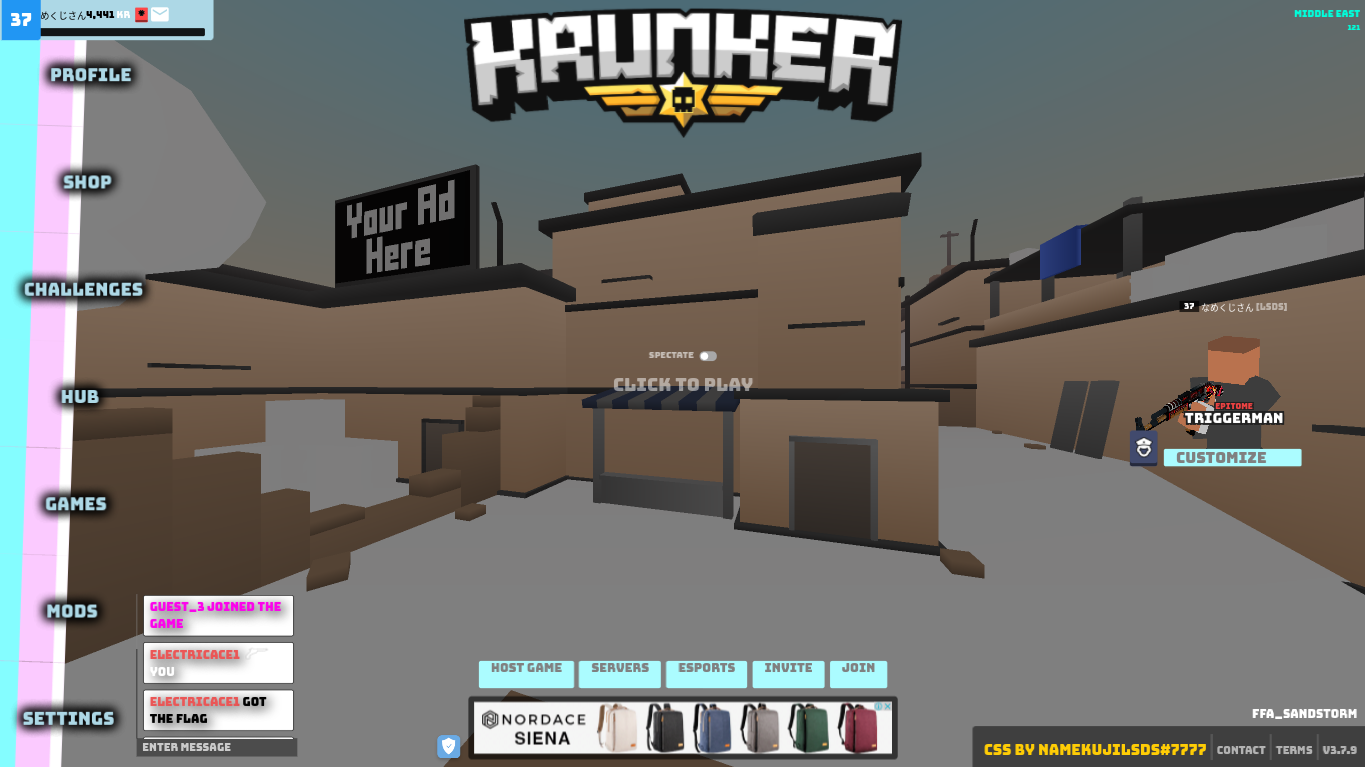 37 めくじさん4,441 KR
KRUNKER
MIDDLE EAST
121
PROFILE
SHOP
CHALLENGES
HUB
GAMES
MODS
SETTINGS
Your Ad
Here
SPECTATE
CLICK TO PLAY
37 なめくじさん [LSDS]
EPITOME
TRIGGERMAN
CUSTOMIZE
GUEST_3 JOINED THE
GAME
ELECTRICACE1
YOU
ELECTRICACE1 GOT
THE FLAG
ENTER MESSAGE
HOST GAME
SERVERS
ESPORTS
INVITE
JOIN
NORDACE
SIENA
FFA_SANDSTORM
CSS BY NAMEKUJILSDS#7777
CONTACT
TERMS
V3.7.9